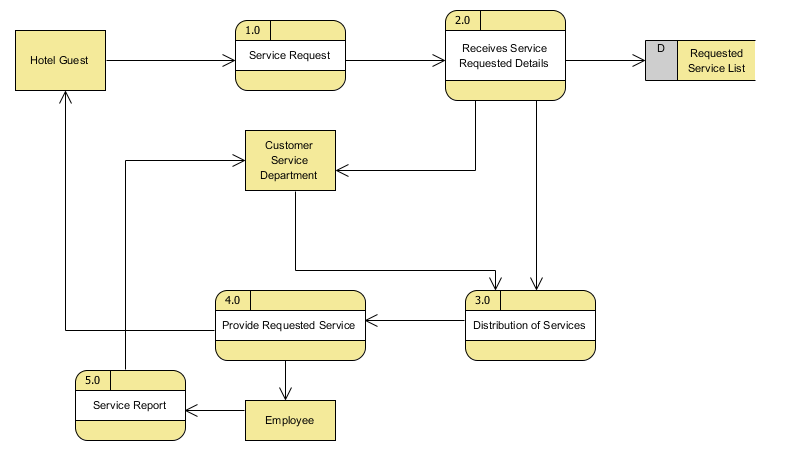 Hotel Guest
1.0
Service Request
2.0
Receives Service
Requested Details
D
Requested
Service List
Customer
Service
Department
4.0
Provide Requested Service
3.0
Distribution of Services
5.0
Service Report
Employee